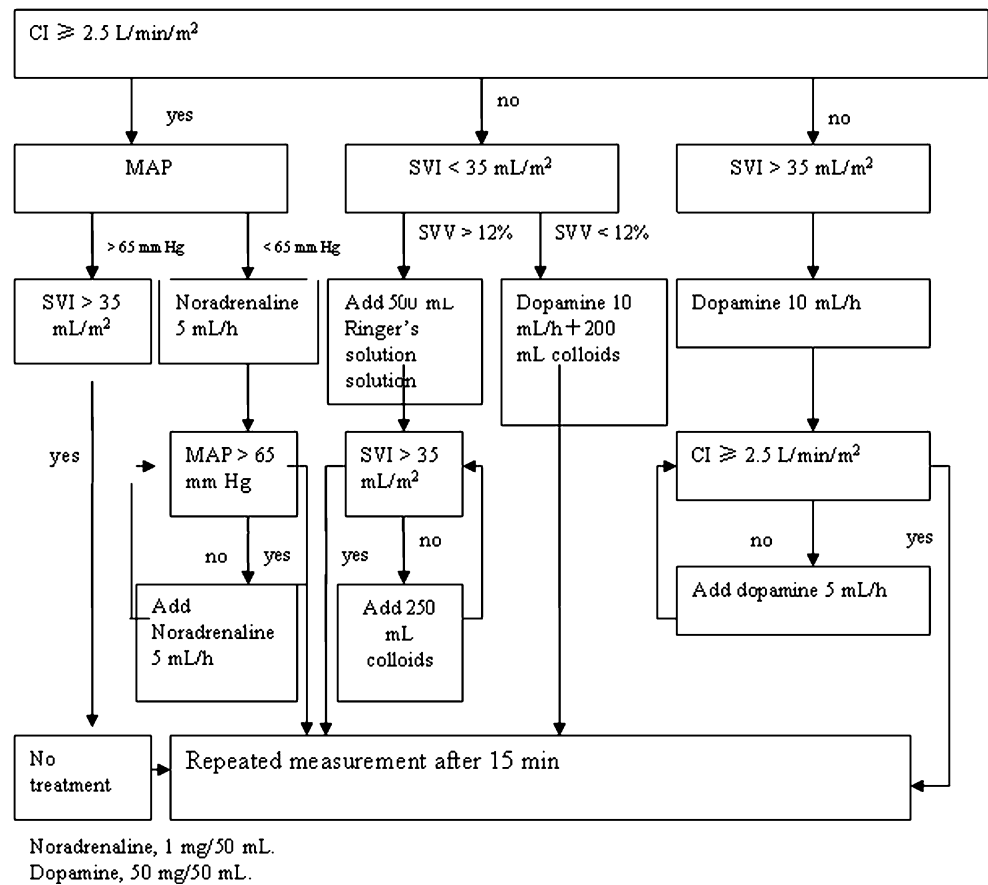 CI ⩾ 2.5 L/min/m²
yes
no
no
MAP
SVI < 35 mL/m²
SVI > 35 mL/m²
> 65 mm Hg
< 65 mm Hg
SVV > 12%
SVV < 12%
SVI > 35
mL/m²
Noradrenaline
5 mL/h
Add 500 mL
Ringer's
solution
solution
Dopamine 10
mL/h+200
mL colloids
Dopamine 10 mL/h
yes
MAP > 65
mm Hg
SVI > 35
mL/m²
CI ⩾ 2.5 L/min/m²
no
yes
yes
no
no
yes
Add
Noradrenaline
5 mL/h
Add 250
mL
colloids
Add dopamine 5 mL/h
No
treatment
Repeated measurement after 15 min
Noradrenaline, 1 mg/50 mL.
Dopamine, 50 mg/50 mL.